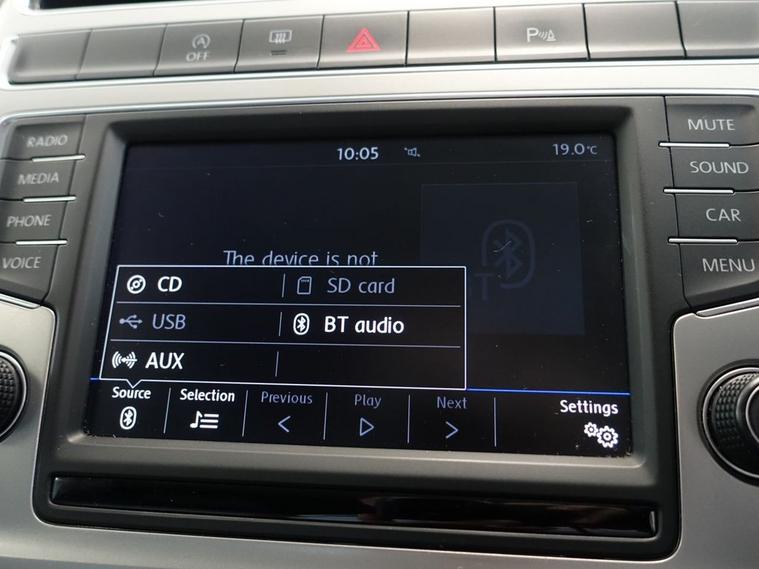 OFF
P
RADIO
MEDIA
PHONE
VOICE
MUTE
SOUND
CAR
MENU
10:05
19.0°C
The device is not
CD
SD card
USB
BT audio
AUX
Source
Selection
Previous
Play
Next
Settings